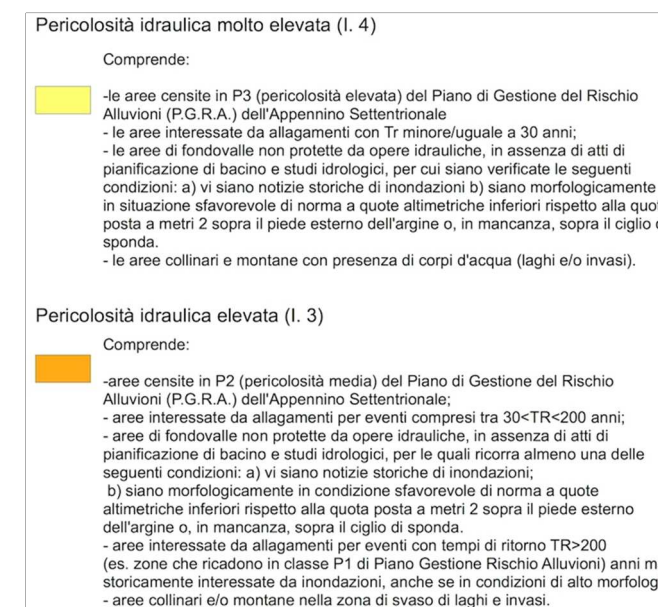 Pericolosità idraulica molto elevata (I. 4)
Comprende:
-le aree censite in P3 (pericolosità elevata) del Piano di Gestione del Rischio
Alluvioni (P.G.R.A.) dell'Appennino Settentrionale
- le aree interessate da allagamenti con Tr minore/uguale a 30 anni;
- le aree di fondovalle non protette da opere idrauliche, in assenza di atti di
pianificazione di bacino e studi idrologici, per cui siano verificate le seguenti
condizioni: a) vi siano notizie storiche di inondazioni b) siano morfologicamente
in situazione sfavorevole di norma a quote altimetriche inferiori rispetto alla
posta a metri 2 sopra il piede esterno dell'argine o, in mancanza, sopra il ciglio
sponda.
- le aree collinari e montane con presenza di corpi d'acqua (laghi e/o invasi).
Pericolosità idraulica elevata (I. 3)
Comprende:
-aree censite in P2 (pericolosità media) del Piano di Gestione del Rischio
Alluvioni (P.G.R.A.) dell'Appennino Settentrionale;
- aree interessate da allagamenti per eventi compresi tra 30<TR<200 anni;
- aree di fondovalle non protette da opere idrauliche, in assenza di atti di
pianificazione di bacino e studi idrologici, per le quali ricorra almeno una delle
seguenti condizioni: a) vi siano notizie storiche di inondazioni;
b) siano morfologicamente in condizione sfavorevole di norma a quote
altimetriche inferiori rispetto alla quota posta a metri 2 sopra il piede esterno
dell'argine o, in mancanza, sopra il ciglio di sponda.
- aree interessate da allagamenti per eventi con tempi di ritorno TR>200
(es. zone che ricadono in classe P1 di Piano Gestione Rischio Alluvioni) anni
storicamente interessate da inondazioni, anche se in condizioni di alto
- aree collinari e/o montane nella zona di svaso di laghi e invasi.